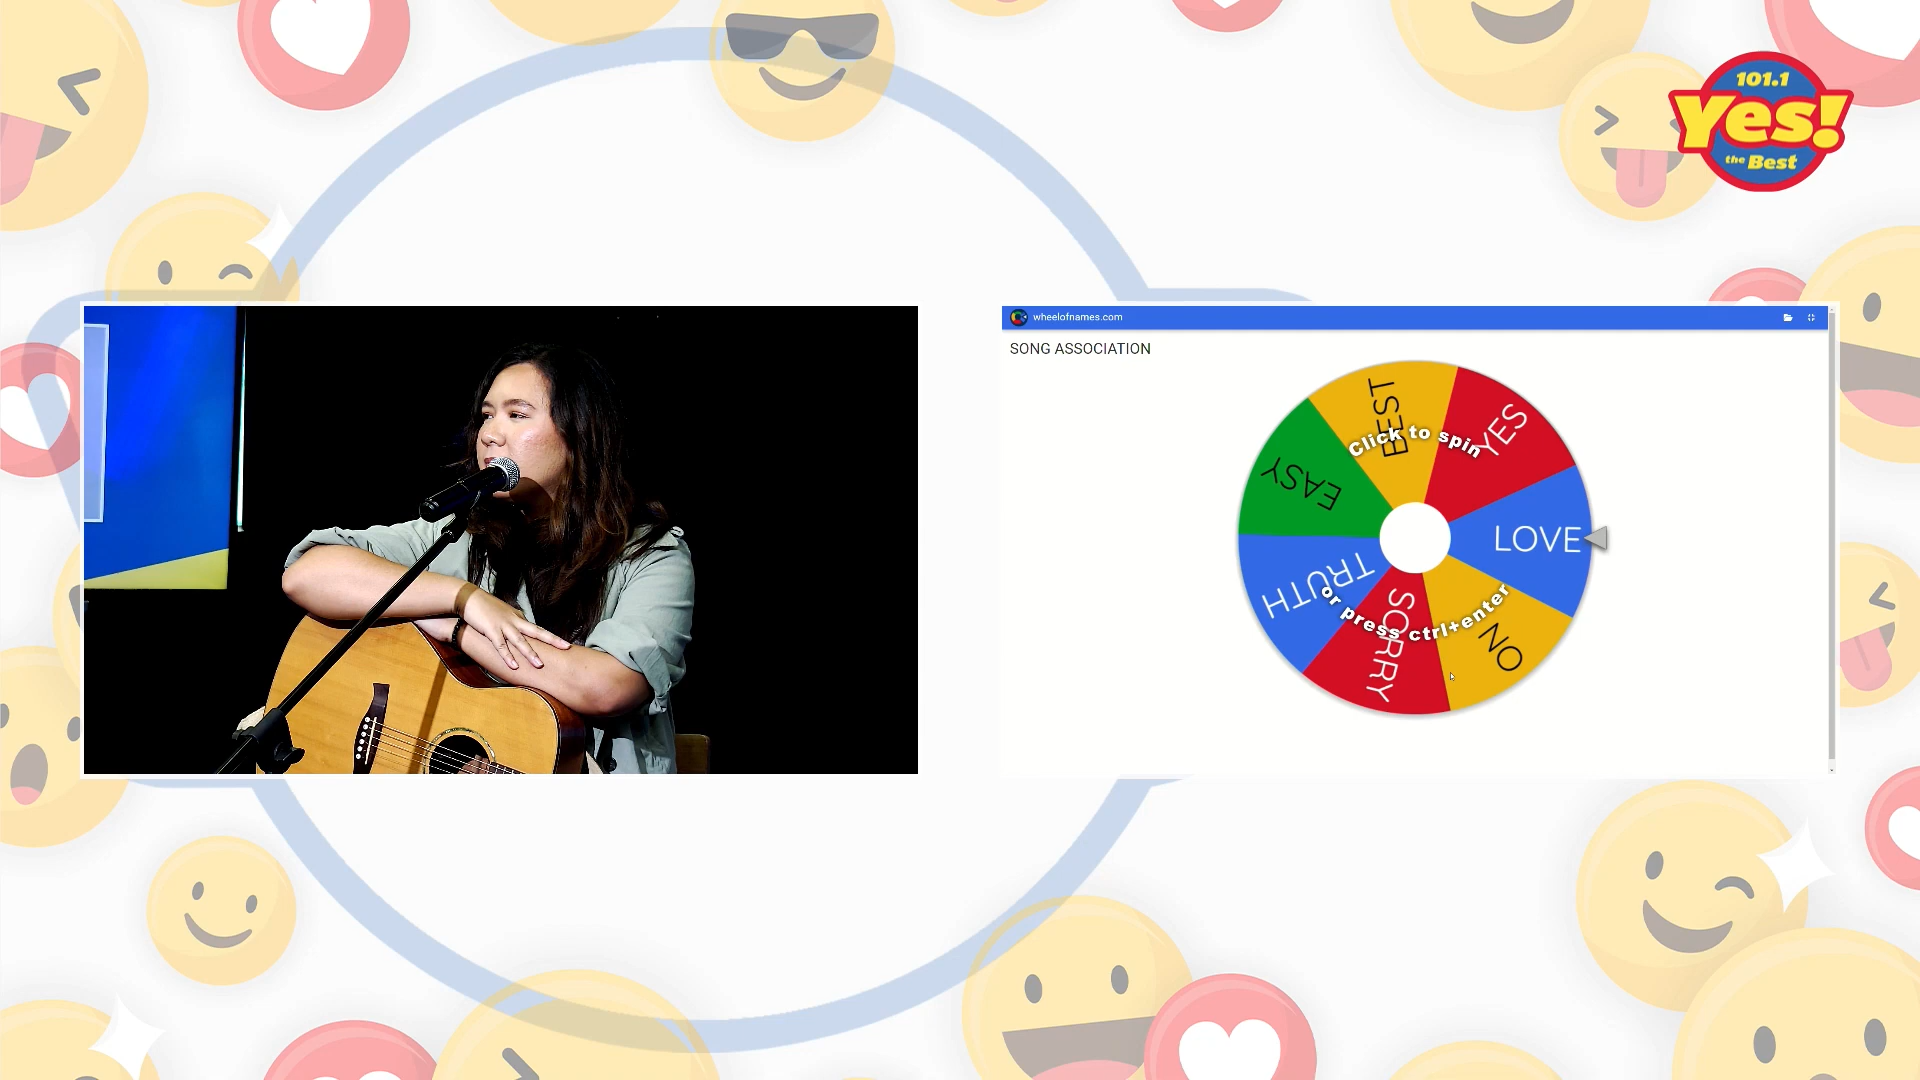 101.1
Yes!
the Best
wheelofnames.com
SONG ASSOCIATION
BEST
YES
Click to spin
EASY
LOVE
TRUTH
or press ctrl+enter
SORRY
ON